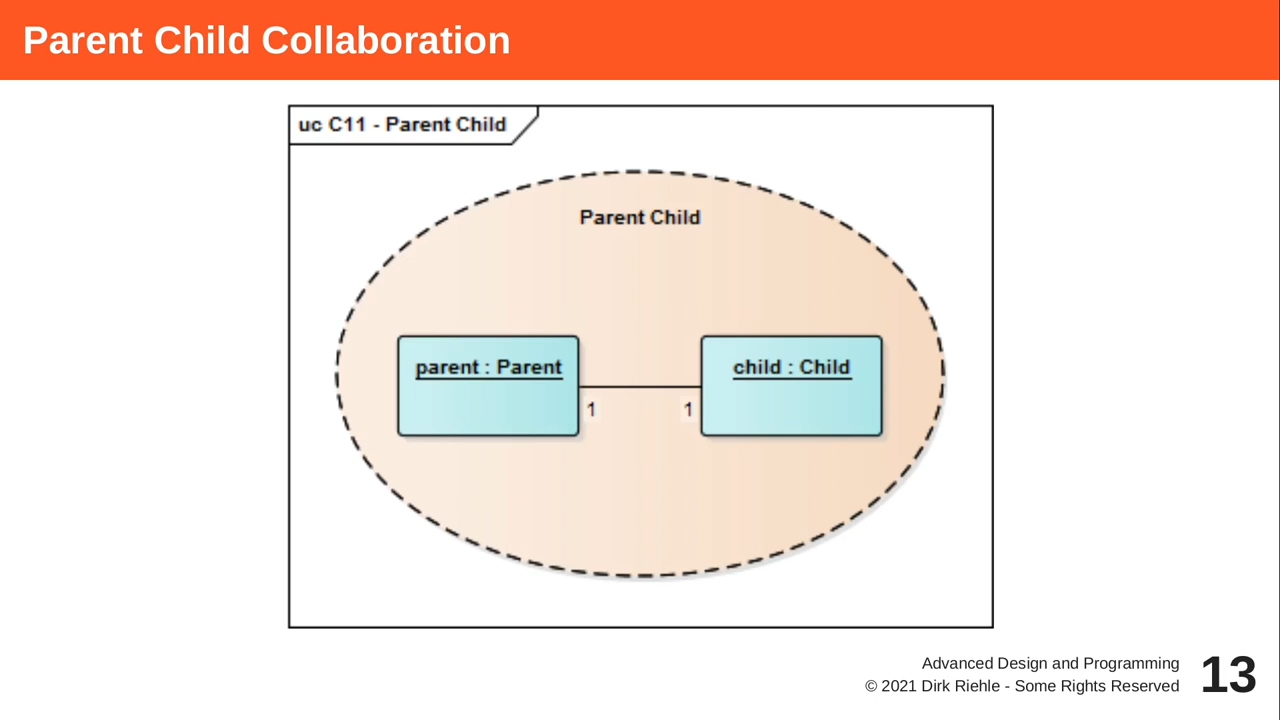 Parent Child Collaboration
uc C11 - Parent Child
Parent Child
parent : Parent
child : Child
1
1
Advanced Design and Programming
© 2021 Dirk Riehle - Some Rights Reserved
13